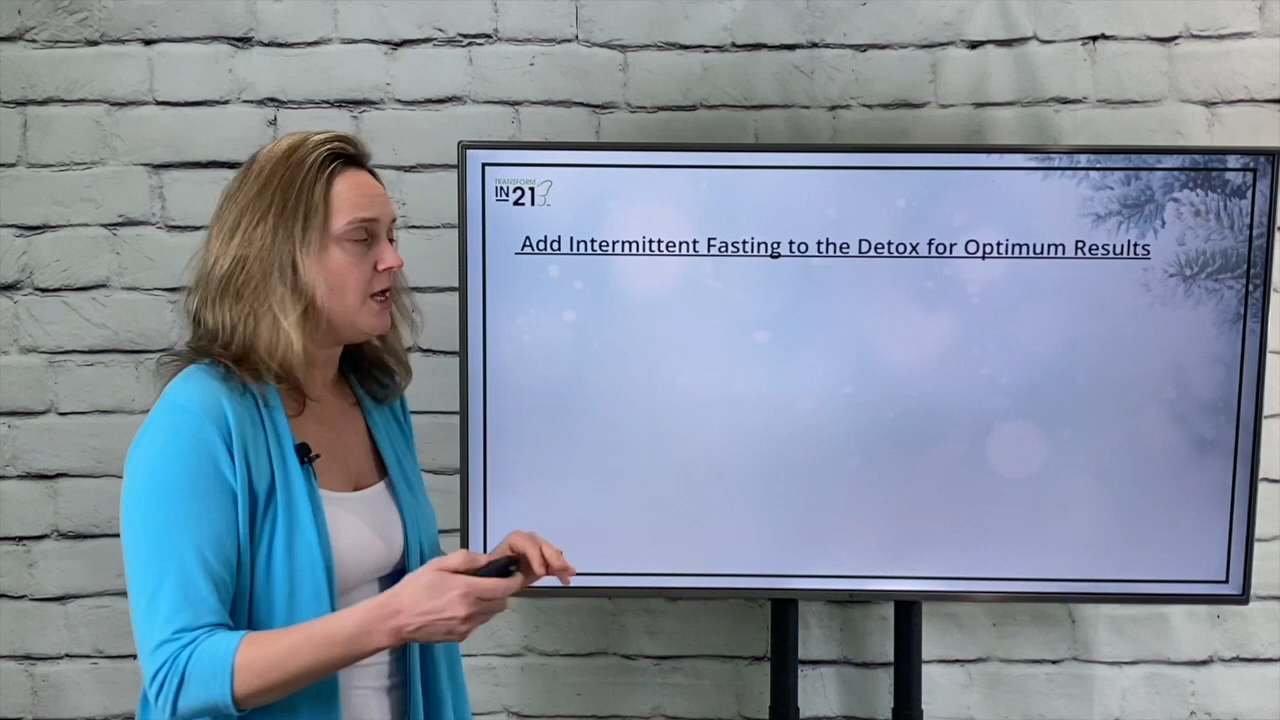 TRANSFORM
IN 21
Add Intermittent Fasting to the Detox for Optimum Results